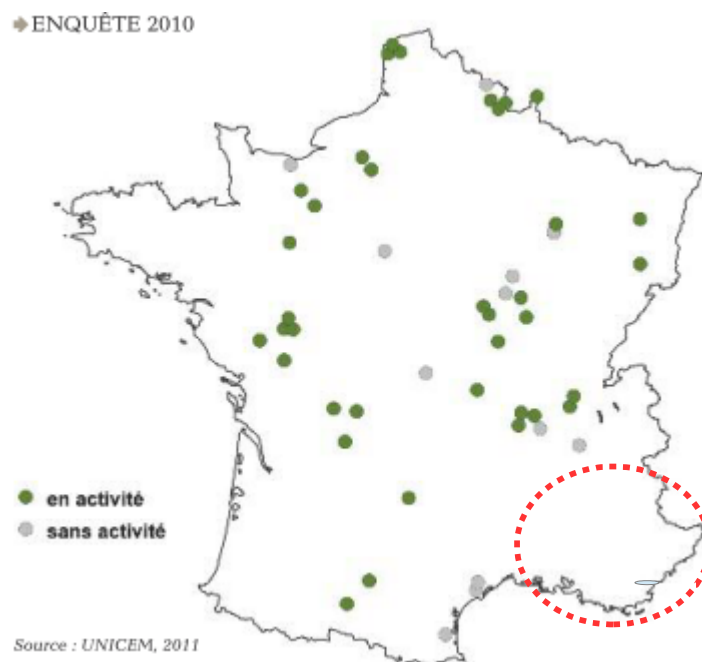 ENQUÊTE 2010
en activité
sans activité
Source : UNICEM, 2011